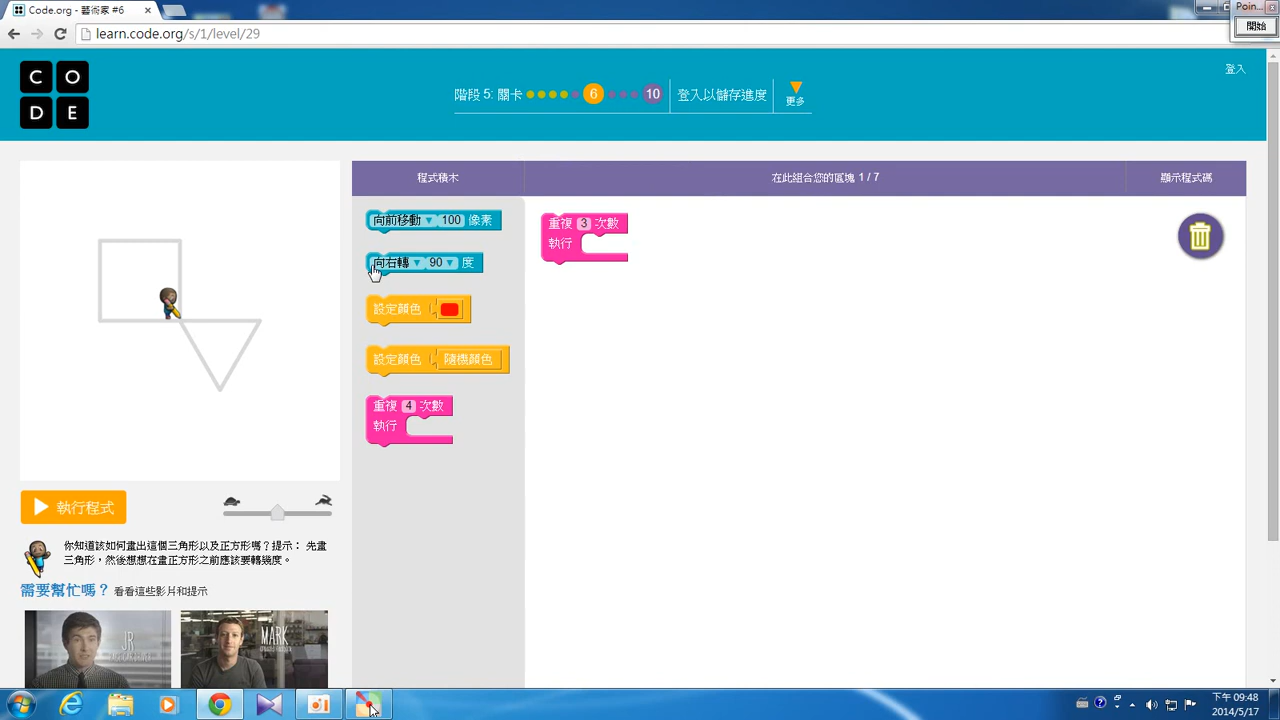 Code.org - 藝術家 #6
Poin...
開始
learn.code.org/s/1/level/29
C O
D E
階段 5: 關卡 6 10 登入以儲存進度 更多
登入
程式積木
在此組合您的區塊 1 / 7
顯示程式碼
向前移動 100 像素
向右轉 90 度
設定顏色
設定顏色 隨機顏色
重複 4 次數
執行
重複 3 次數
執行
執行程式
你知道該如何畫出這個三角形以及正方形嗎？提示： 先畫
三角形，然後想想在畫正方形之前應該要轉幾度。
需要幫忙嗎？ 看看這些影片和提示
JR
MARK
下午 09:48
2014/5/17